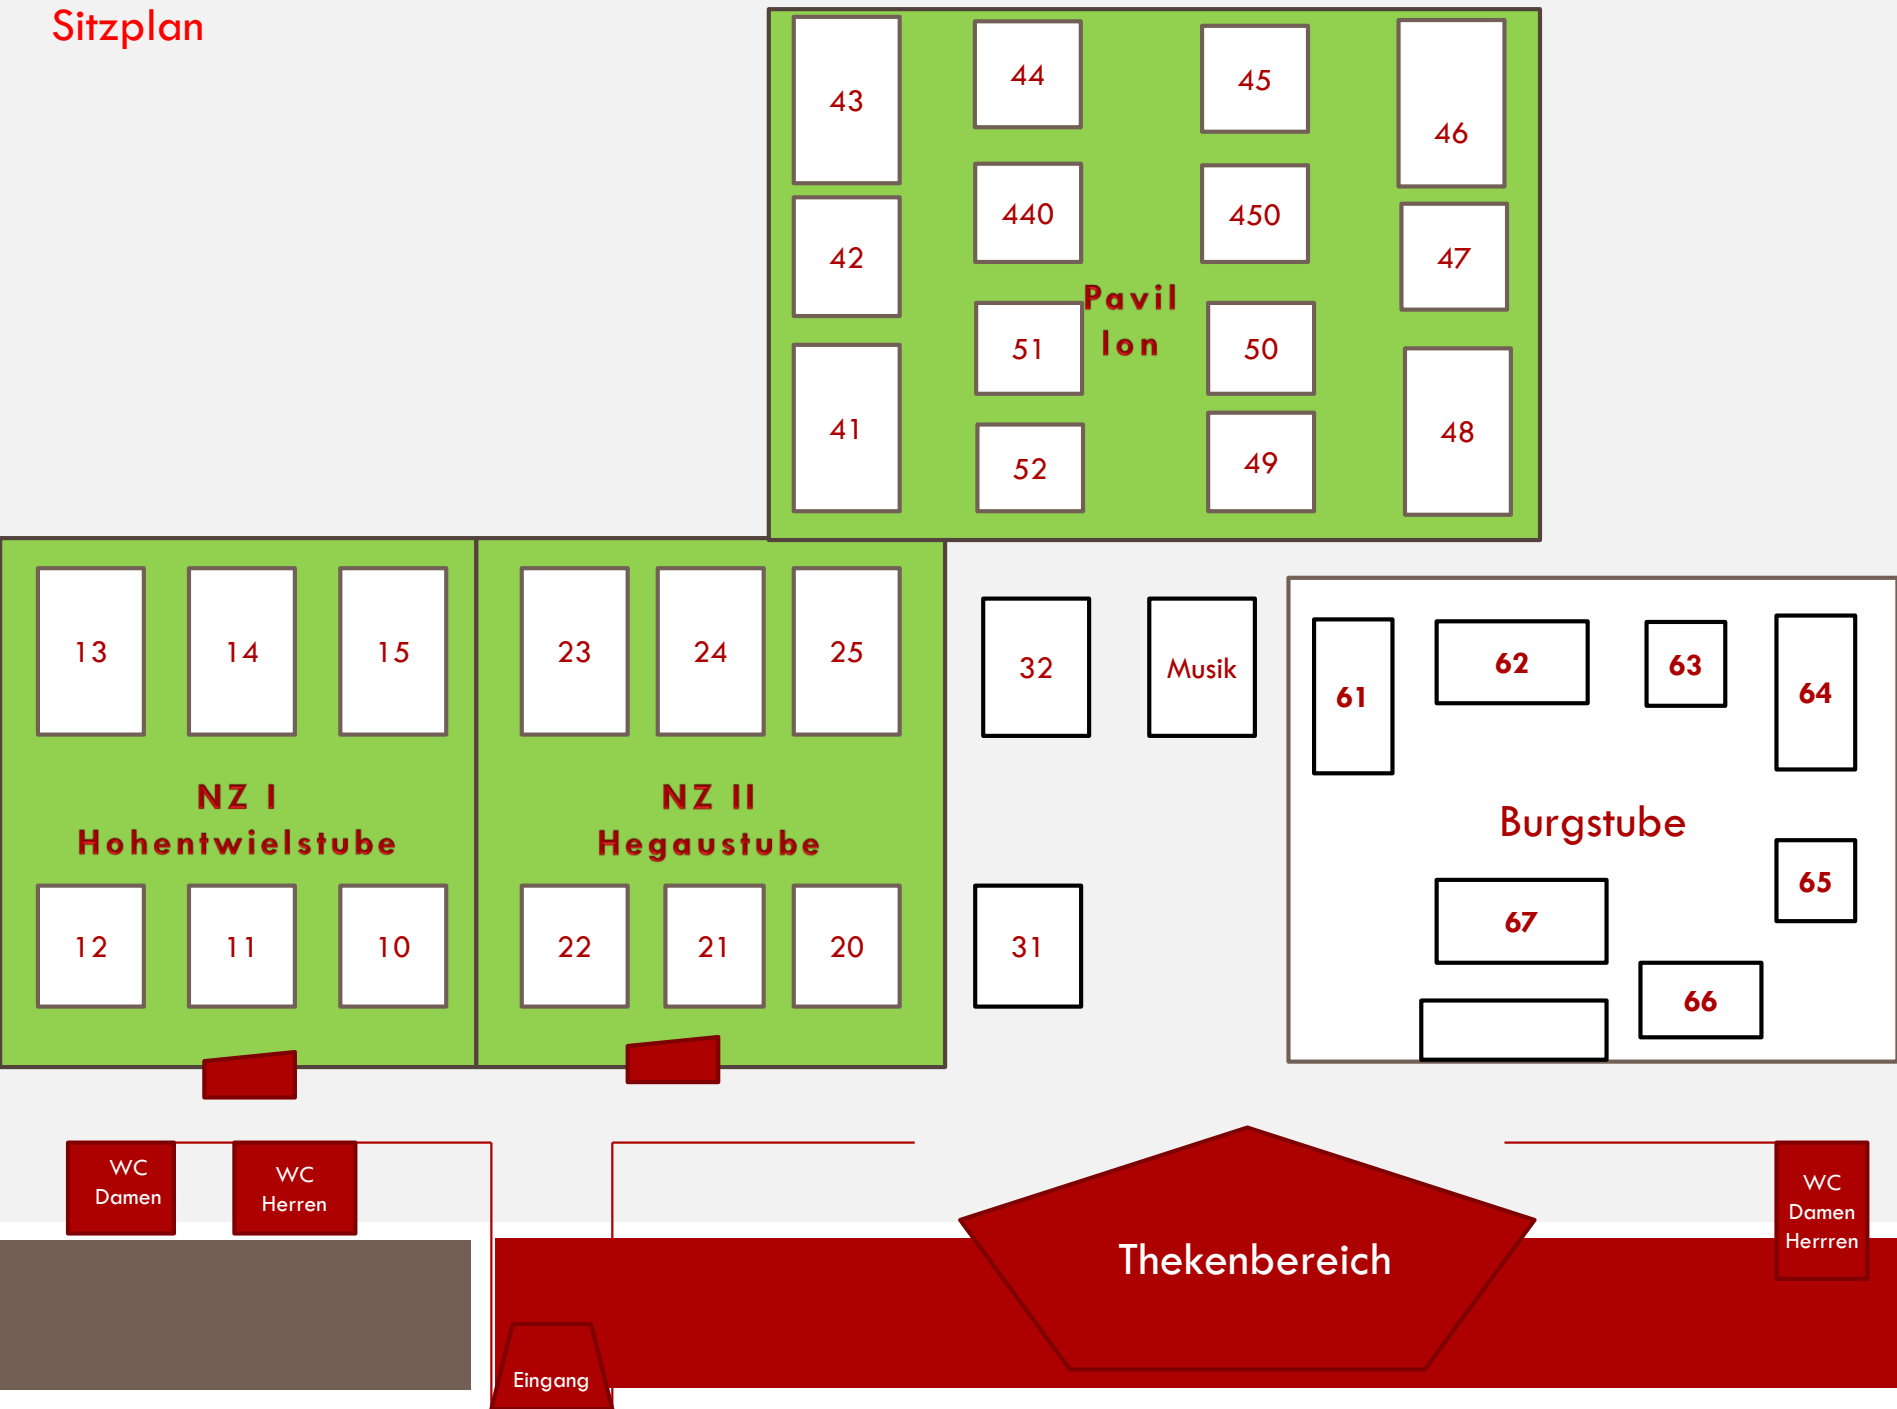 Sitzplan
43
44
45
46
440
450
42
47
Pavil
lon
51
50
41
48
52
49
13
14
15
23
24
25
32
Musik
61
62
63
64
NZ I
Hohentwielstube
NZ II
Hegaustube
Burgstube
12
11
10
22
21
20
31
67
65
66
WC
Damen
WC
Herren
WC
Damen
Herrren
Thekenbereich
Eingang